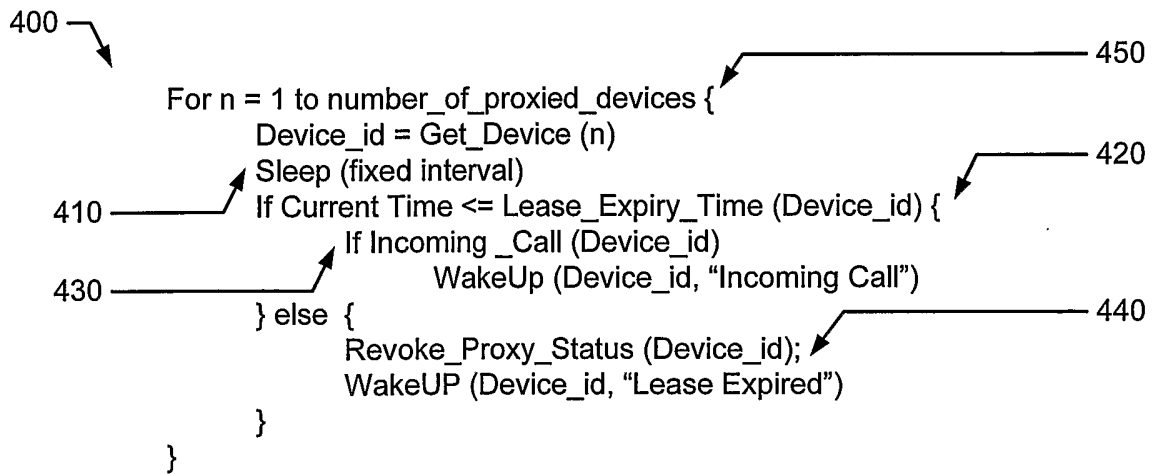 400
450
For n = 1 to number_of_proxied_devices {
Device_id = Get_Device (n)
420
Sleep (fixed interval)
410
If Current Time <= Lease_Expiry_Time (Device_id) {
If Incoming _Call (Device_id)
430
WakeUp (Device_id, “Incoming Call”)
} else {
440
Revoke_Proxy_Status (Device_id);
WakeUP (Device_id, “Lease Expired”)
}
}